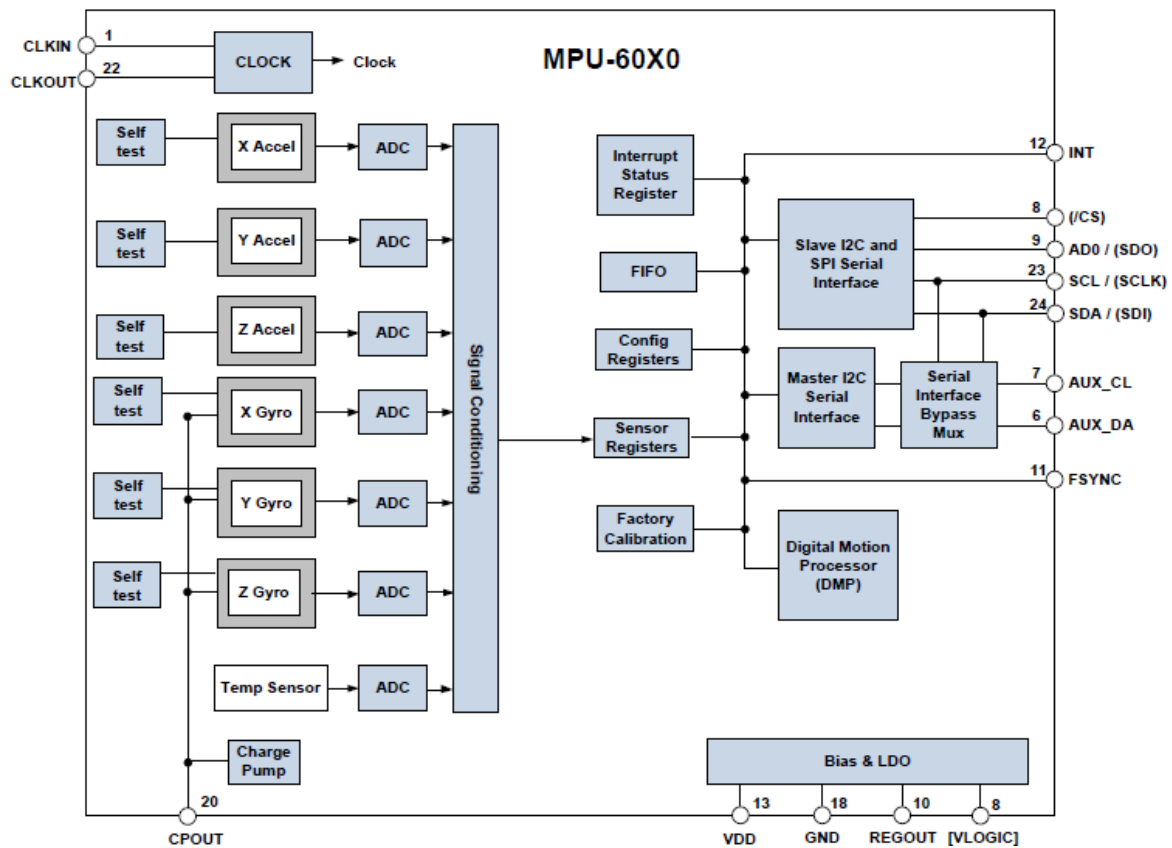 MPU-60X0
CLKIN
1
CLKOUT
22
CLOCK
Clock
Self
test
X Accel
ADC
Self
test
Y Accel
ADC
Self
test
Z Accel
ADC
Self
test
X Gyro
ADC
Self
test
Y Gyro
ADC
Self
test
Z Gyro
ADC
Temp Sensor
ADC
Signal Conditioning
Charge
Pump
20
CPOUT
Interrupt
Status
Register
FIFO
Config
Registers
Sensor
Registers
Factory
Calibration
Slave I2C and
SPI Serial
Interface
Master I2C
Serial
Interface
Serial
Interface
Bypass
Mux
Digital Motion
Processor
(DMP)
12
INT
8
(/CS)
9
AD0 / (SDO)
23
SCL / (SCLK)
24
SDA / (SDI)
7
AUX_CL
6
AUX_DA
11
FSYNC
Bias & LDO
13
VDD
18
GND
10
REGOUT
8
[VLOGIC]